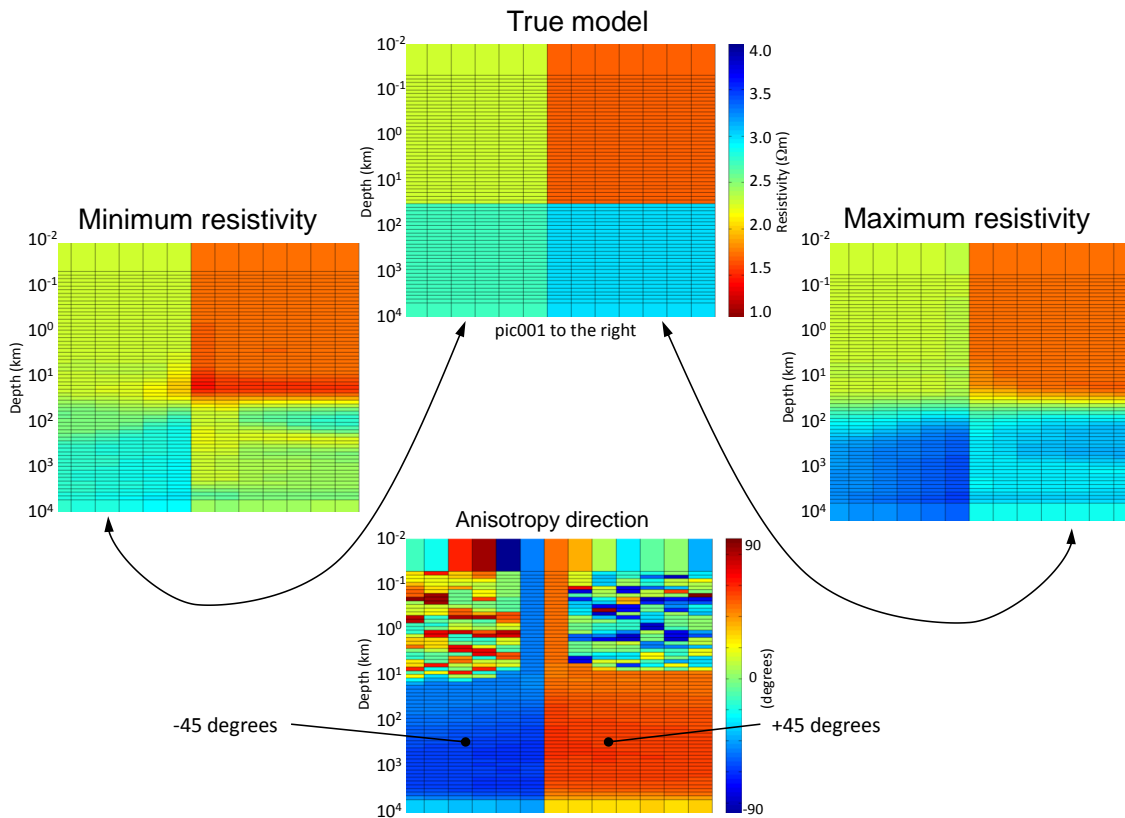 True model
10-2
10-1
100
101
102
103
104
Depth (km)
4.0
3.5
3.0
2.5
2.0
1.5
1.0
Resistivity (Ωm)
pic001 to the right
Minimum resistivity
10-2
10-1
100
101
102
103
104
Depth (km)
Maximum resistivity
10-2
10-1
100
101
102
103
104
Depth (km)
Anisotropy direction
10-2
10-1
100
101
102
103
104
Depth (km)
90
0
-90
(degrees)
-45 degrees
+45 degrees